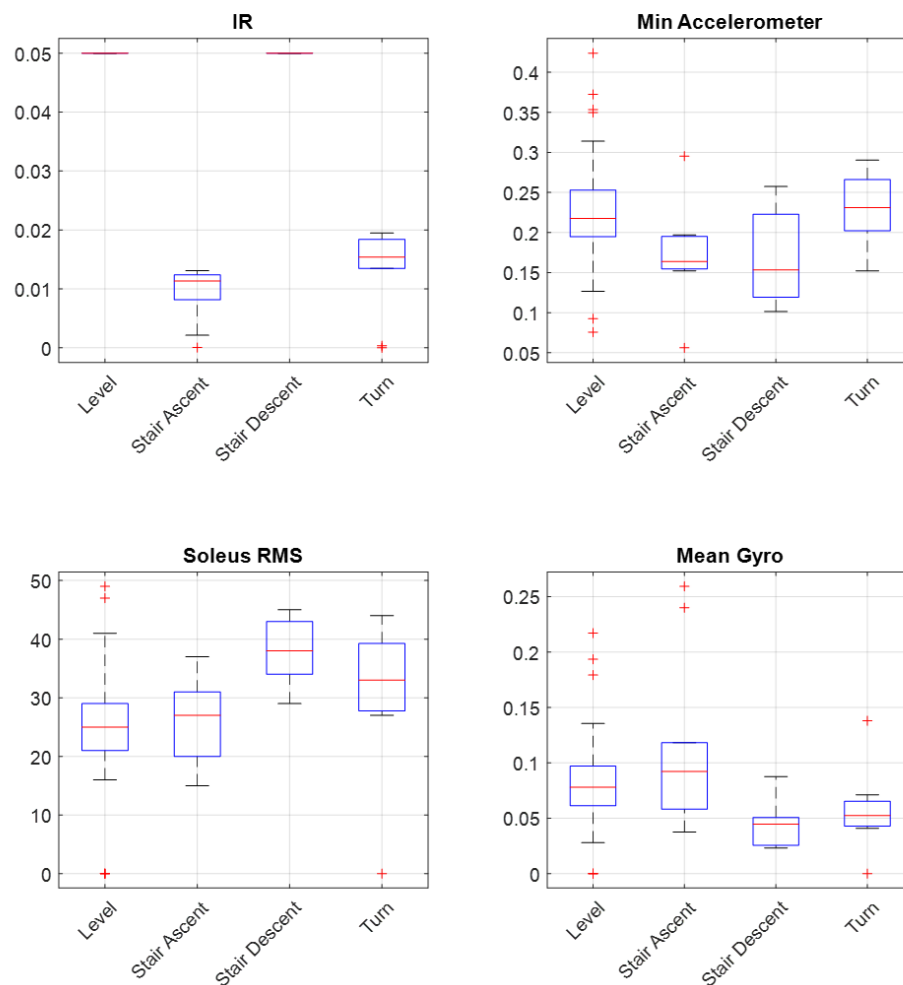 IR
0.05
0.04
0.03
0.02
0.01
0
Level
Stair Ascent
Stair Descent
Turn
Min Accelerometer
0.4
0.35
0.3
0.25
0.2
0.15
0.1
0.05
Level
Stair Ascent
Stair Descent
Turn
Soleus RMS
50
40
30
20
10
0
Level
Stair Ascent
Stair Descent
Turn
Mean Gyro
0.25
0.2
0.15
0.1
0.05
0
Level
Stair Ascent
Stair Descent
Turn